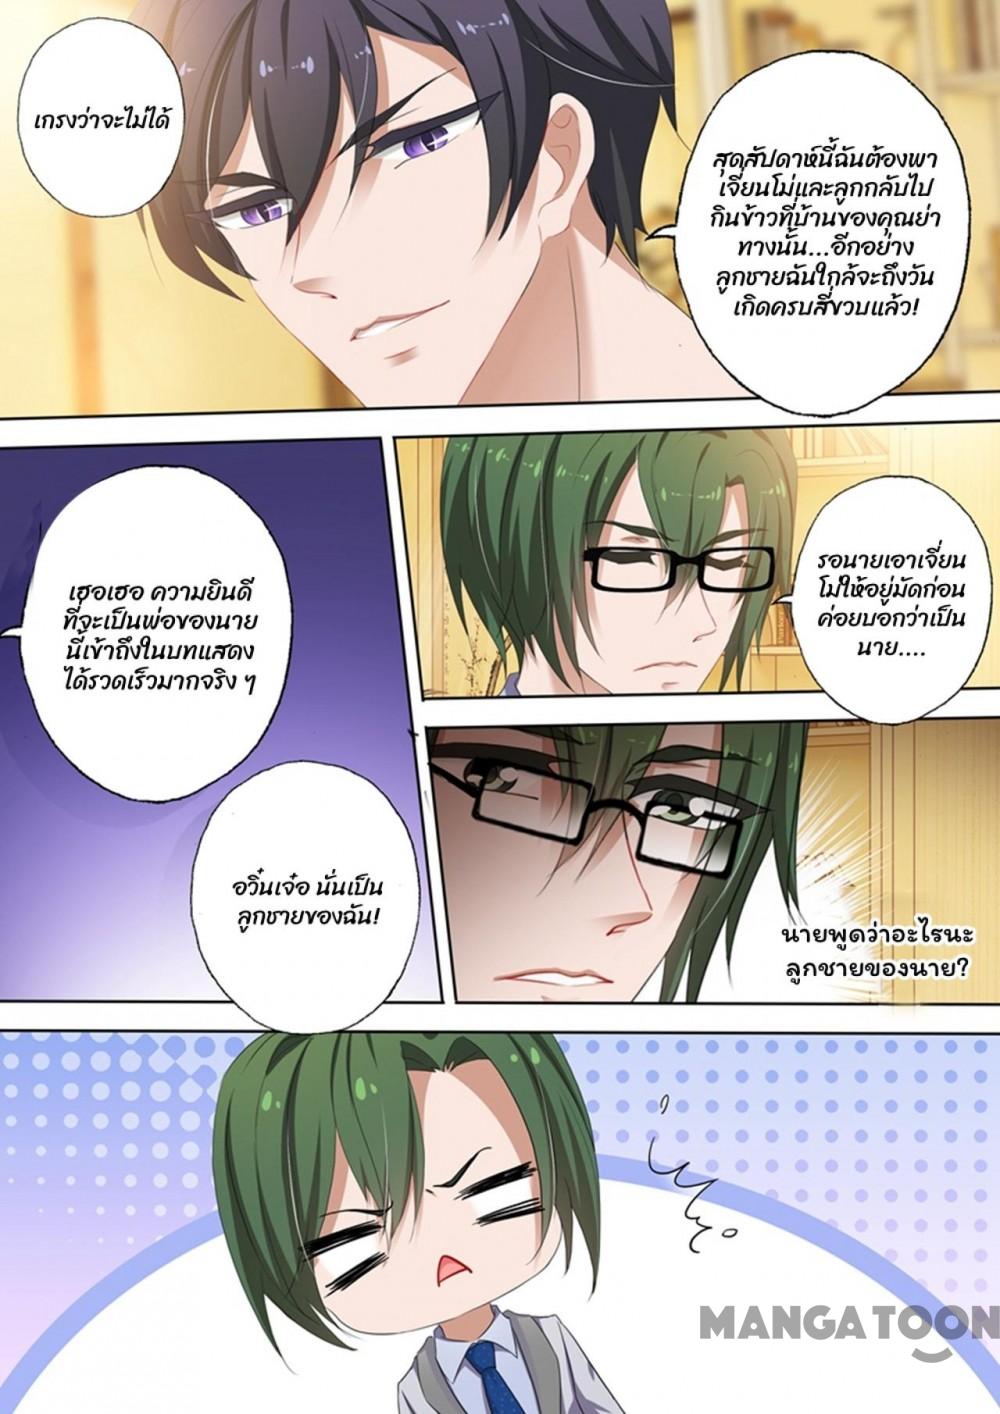 เกรงว่าจะไม่ได้
สุดสัปดาห์นี้ฉันต้องพา
เจี่ยนโม่และลูกกลับไป
กินข้าวที่บ้านของคุณย่า
ทางนั้น...อีกอย่าง
ลูกชายฉันใกล้จะถึงวัน
เกิดครบสี่ขวบแล้ว!
รอนายเอาเจี่ยน
โม่ให้อยู่มัดก่อน
ค่อยบอกว่าเป็น
นาย....
เฮอเฮอ ความยินดี
ที่จะเป็นพ่อของนาย
นี้เข้าถึงในบทแสดง
ได้รวดเร็วมากจริง ๆ
อวิ๋นเจ๋อ นั่นเป็น
ลูกชายของฉัน!
นายพูดว่าอะไรนะ
ลูกชายของนาย?
MANGATOON